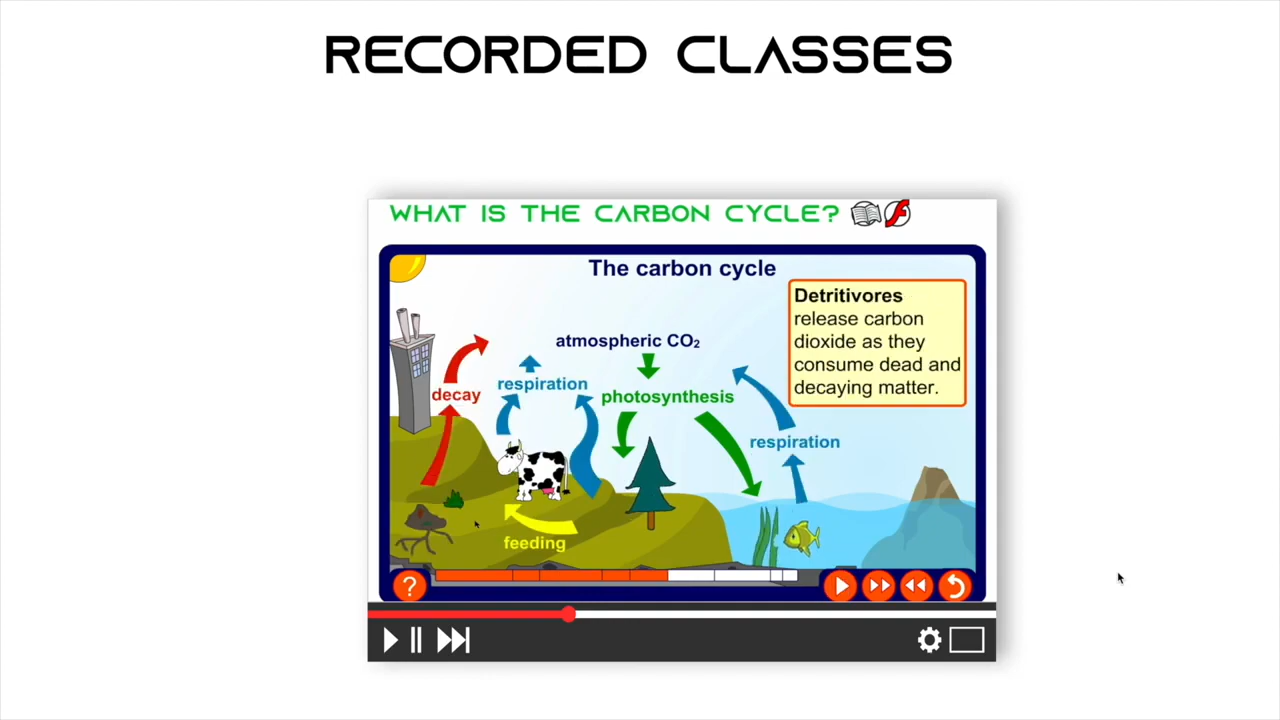 RECORDED CLASSES
WHAT IS THE CARBON CYCLE?
The carbon cycle
Detritivores
release carbon
dioxide as they
consume dead and
decaying matter.
atmospheric CO₂
respiration
decay
photosynthesis
respiration
feeding
?